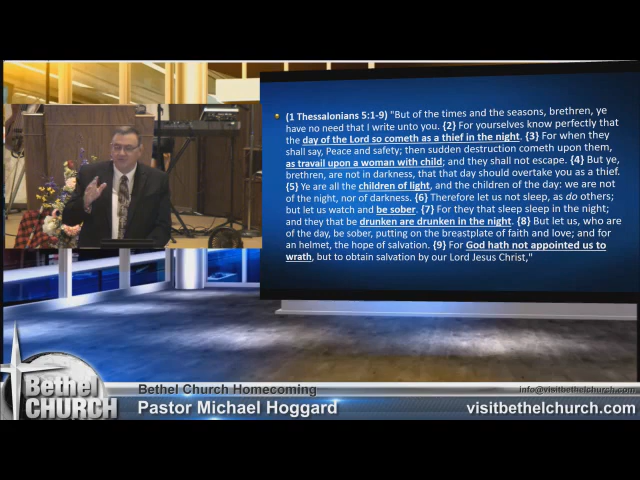 (1 Thessalonians 5:1-9) "But of the times and the seasons, brethren, ye
have no need that I write unto you. {2} For yourselves know perfectly that
the day of the Lord so cometh as a thief in the night. {3} For when they
shall say, Peace and safety; then sudden destruction cometh upon them,
as travail upon a woman with child; and they shall not escape. {4} But ye,
brethren, are not in darkness, that that day should overtake you as a thief.
{5} Ye are all the children of light, and the children of the day: we are not
of the night, nor of darkness. {6} Therefore let us not sleep, as do others;
but let us watch and be sober. {7} For they that sleep sleep in the night;
and they that be drunken are drunken in the night. {8} But let us, who are
of the day, be sober, putting on the breastplate of faith and love; and for
an helmet, the hope of salvation. {9} For God hath not appointed us to
wrath, but to obtain salvation by our Lord Jesus Christ,"
Bethel
CHURCH
Bethel Church Homecoming
info@visitbethelchurch.com
Pastor Michael Hoggard
visitbethelchurch.com